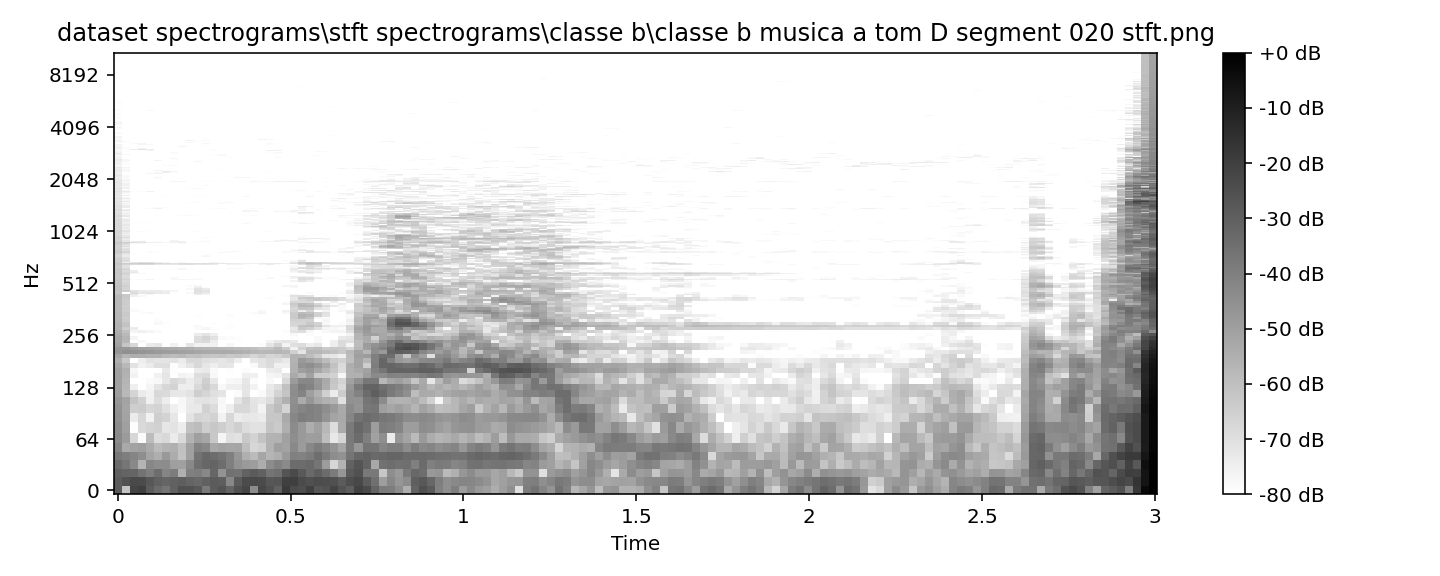 dataset spectrograms\stft spectrograms\classe b\classe b musica a tom D segment 020 stft.png
8192
4096
2048
1024
512
256
128
64
0
Hz
0
0.5
1
1.5
2
2.5
3
Time
+0 dB
-10 dB
-20 dB
-30 dB
-40 dB
-50 dB
-60 dB
-70 dB
-80 dB